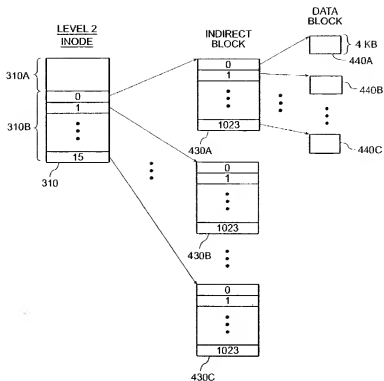 LEVEL 2
INODE
310A
310B
0
1
15
310
INDIRECT
BLOCK
0
1
1023
430A
0
1
1023
430B
0
1
1023
430C
DATA
BLOCK
4 KB
440A
440B
440C